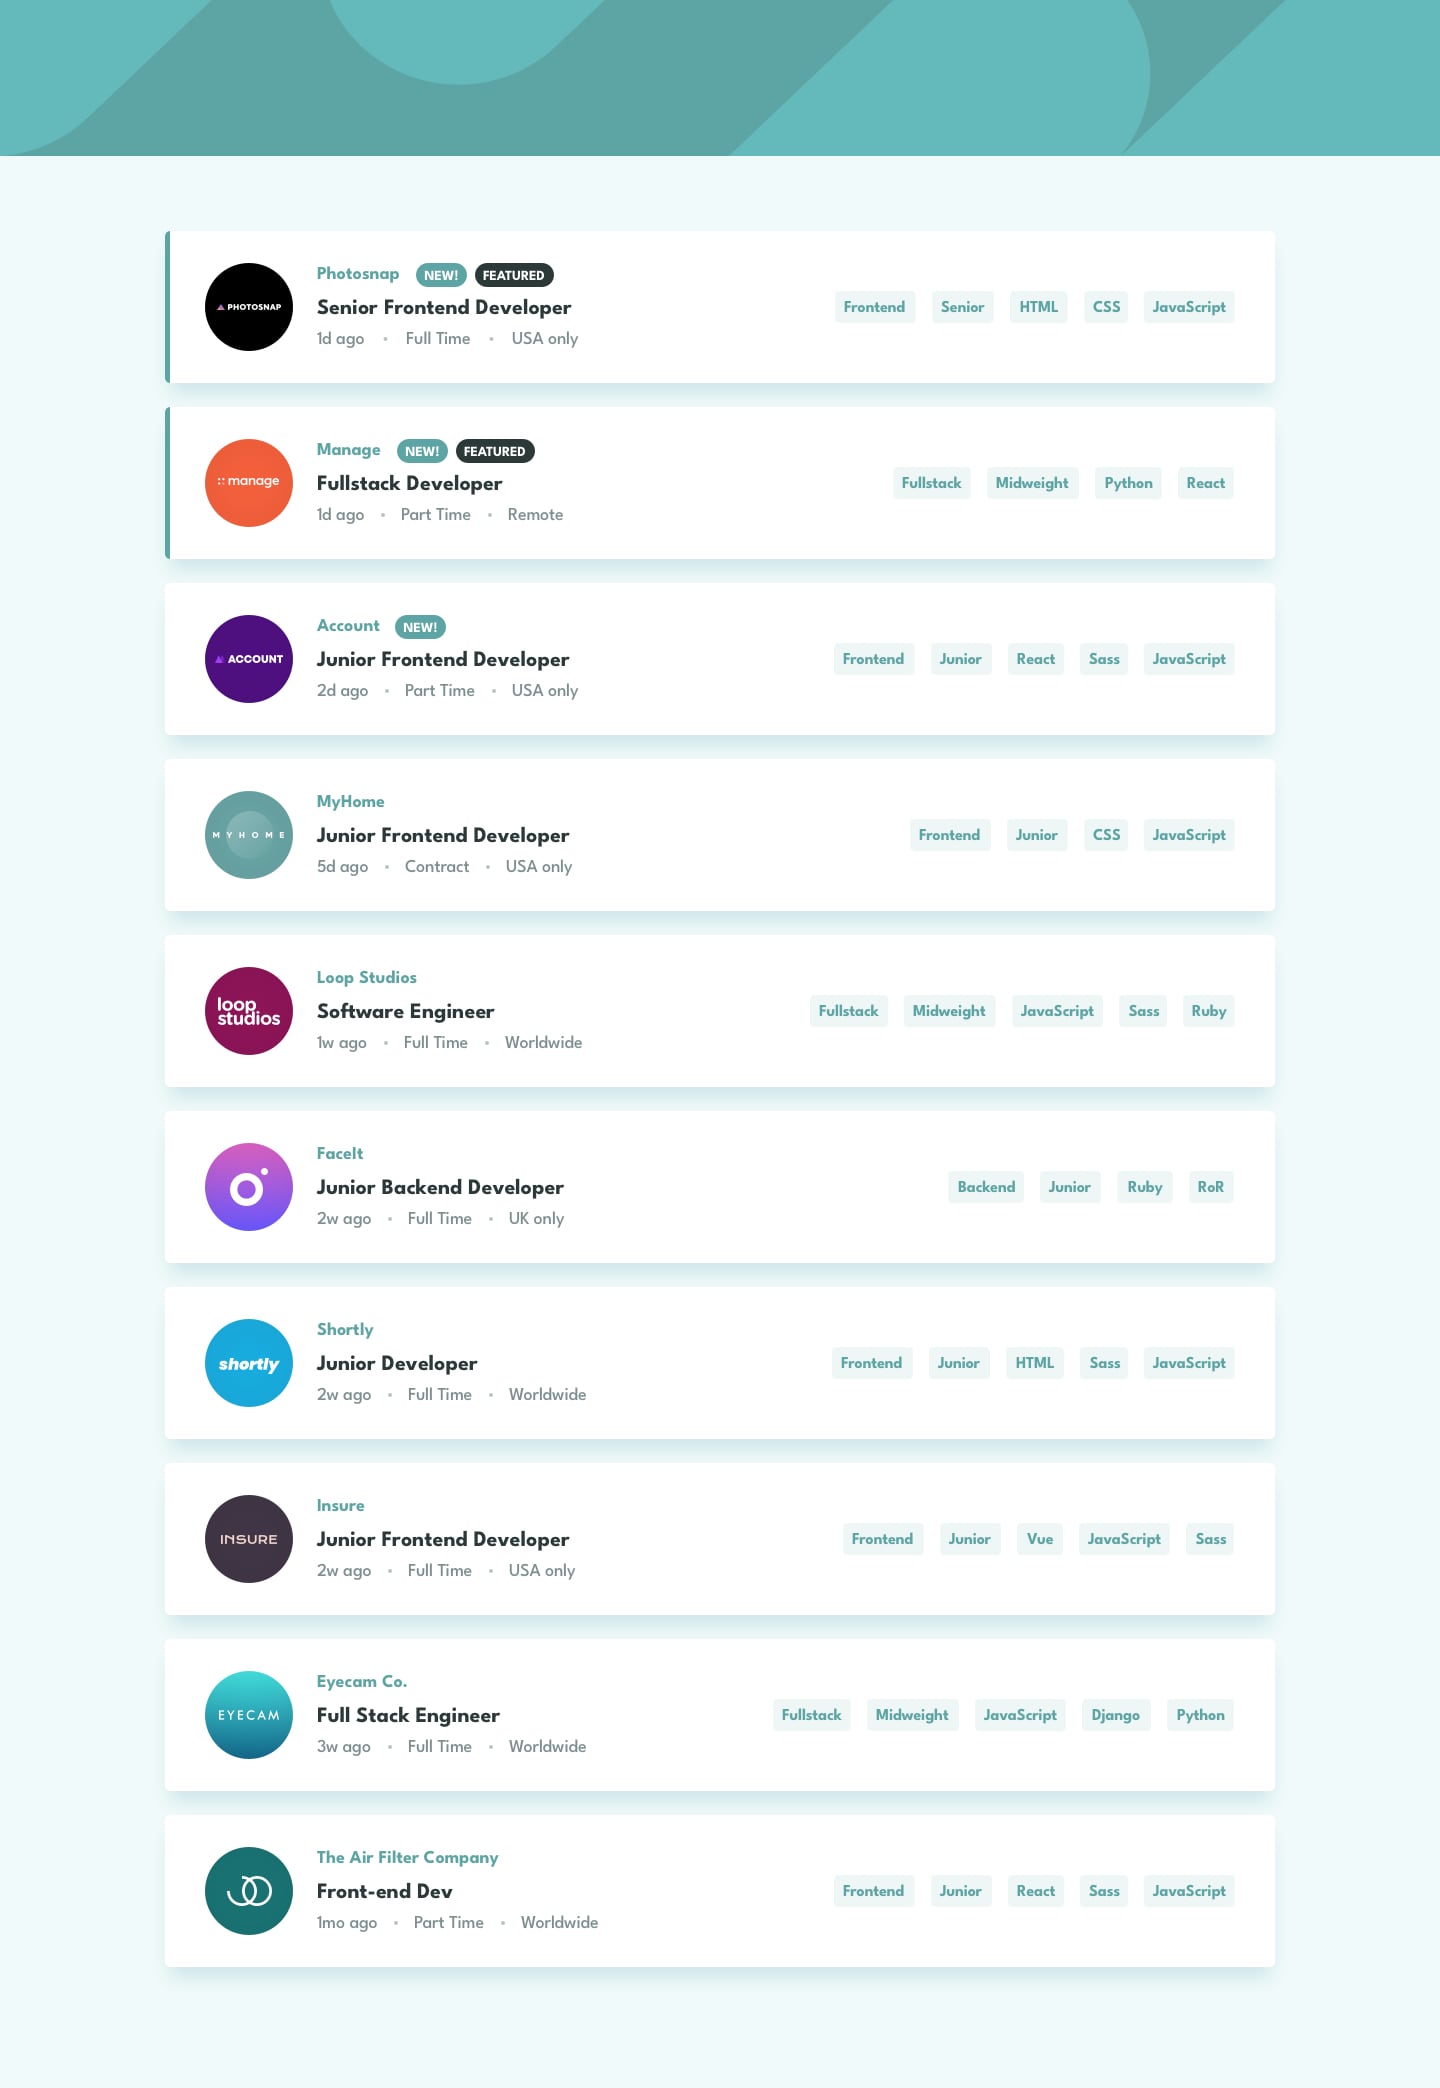 PHOTOSNAP
Photosnap NEW! FEATURED
Senior Frontend Developer
1d ago • Full Time • USA only
Frontend Senior HTML CSS JavaScript
manage
Manage NEW! FEATURED
Fullstack Developer
1d ago • Part Time • Remote
Fullstack Midweight Python React
ACCOUNT
Account NEW!
Junior Frontend Developer
2d ago • Part Time • USA only
Frontend Junior React Sass JavaScript
MYHOME
MyHome
Junior Frontend Developer
5d ago • Contract • USA only
Frontend Junior CSS JavaScript
loop
studios
Loop Studios
Software Engineer
1w ago • Full Time • Worldwide
Fullstack Midweight JavaScript Sass Ruby
FaceIt
Junior Backend Developer
2w ago • Full Time • UK only
Backend Junior Ruby RoR
shortly
Shortly
Junior Developer
2w ago • Full Time • Worldwide
Frontend Junior HTML Sass JavaScript
INSURE
Insure
Junior Frontend Developer
2w ago • Full Time • USA only
Frontend Junior Vue JavaScript Sass
EYECAM
Eyecam Co.
Full Stack Engineer
3w ago • Full Time • Worldwide
Fullstack Midweight JavaScript Django Python
The Air Filter Company
Front-end Dev
1mo ago • Part Time • Worldwide
Frontend Junior React Sass JavaScript